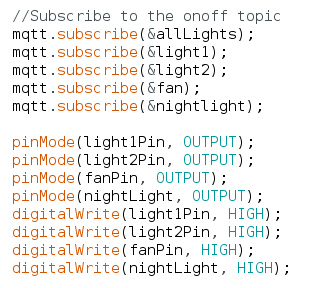 //Subscribe to the onoff topic
mqtt.subscribe(&allLights);
mqtt.subscribe(&light1);
mqtt.subscribe(&light2);
mqtt.subscribe(&fan);
mqtt.subscribe(&nightlight);

pinMode(light1Pin, OUTPUT);
pinMode(light2Pin, OUTPUT);
pinMode(fanPin, OUTPUT);
pinMode(nightLight, OUTPUT);
digitalWrite(light1Pin, HIGH);
digitalWrite(light2Pin, HIGH);
digitalWrite(fanPin, HIGH);
digitalWrite(nightLight, HIGH);